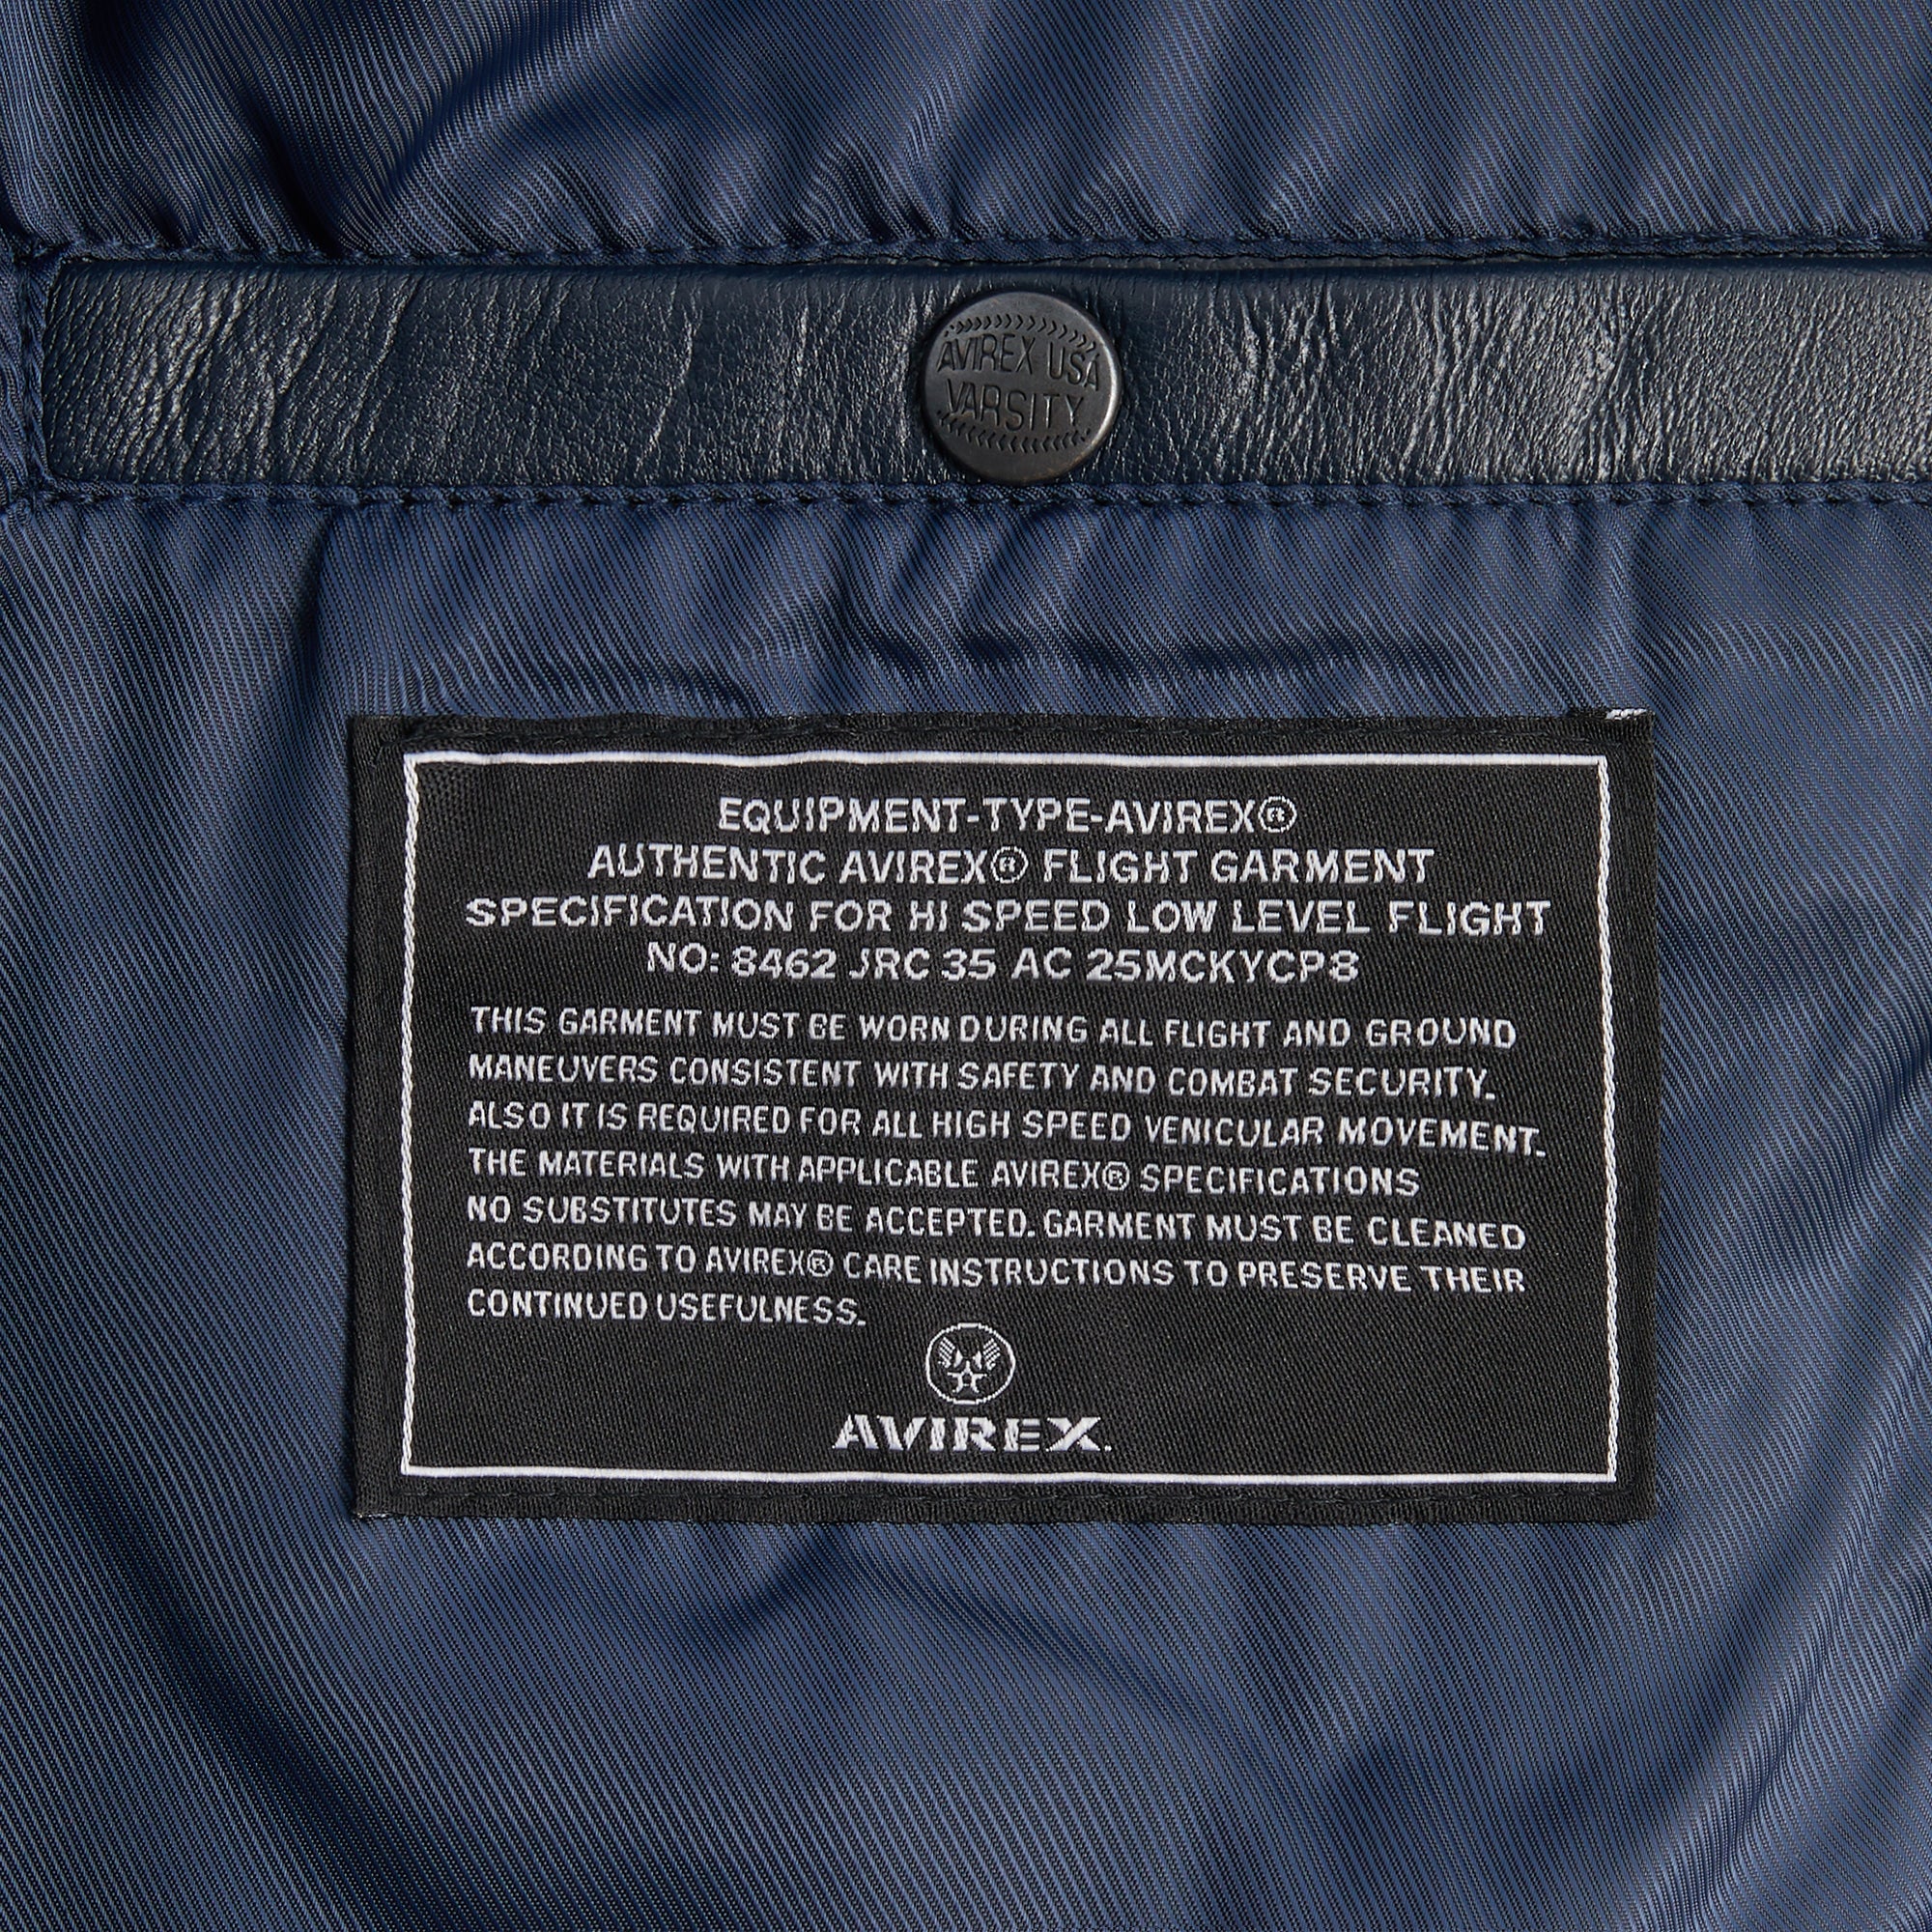 AVIREX USA
VARSITY
EQUIPMENT-TYPE-AVIREX®
AUTHENTIC AVIREX® FLIGHT GARMENT
SPECIFICATION FOR HI SPEED LOW LEVEL FLIGHT
NO: 8462 JRC 35 AC 25MCKYCP8
THIS GARMENT MUST BE WORN DURING ALL FLIGHT AND GROUND
MANEUVERS CONSISTENT WITH SAFETY AND COMBAT SECURITY.
ALSO IT IS REQUIRED FOR ALL HIGH SPEED VENICULAR MOVEMENT.
THE MATERIALS WITH APPLICABLE AVIREX® SPECIFICATIONS
NO SUBSTITUTES MAY BE ACCEPTED. GARMENT MUST BE CLEANED
ACCORDING TO AVIREX® CARE INSTRUCTIONS TO PRESERVE THEIR
CONTINUED USEFULNESS.
AVIREX.